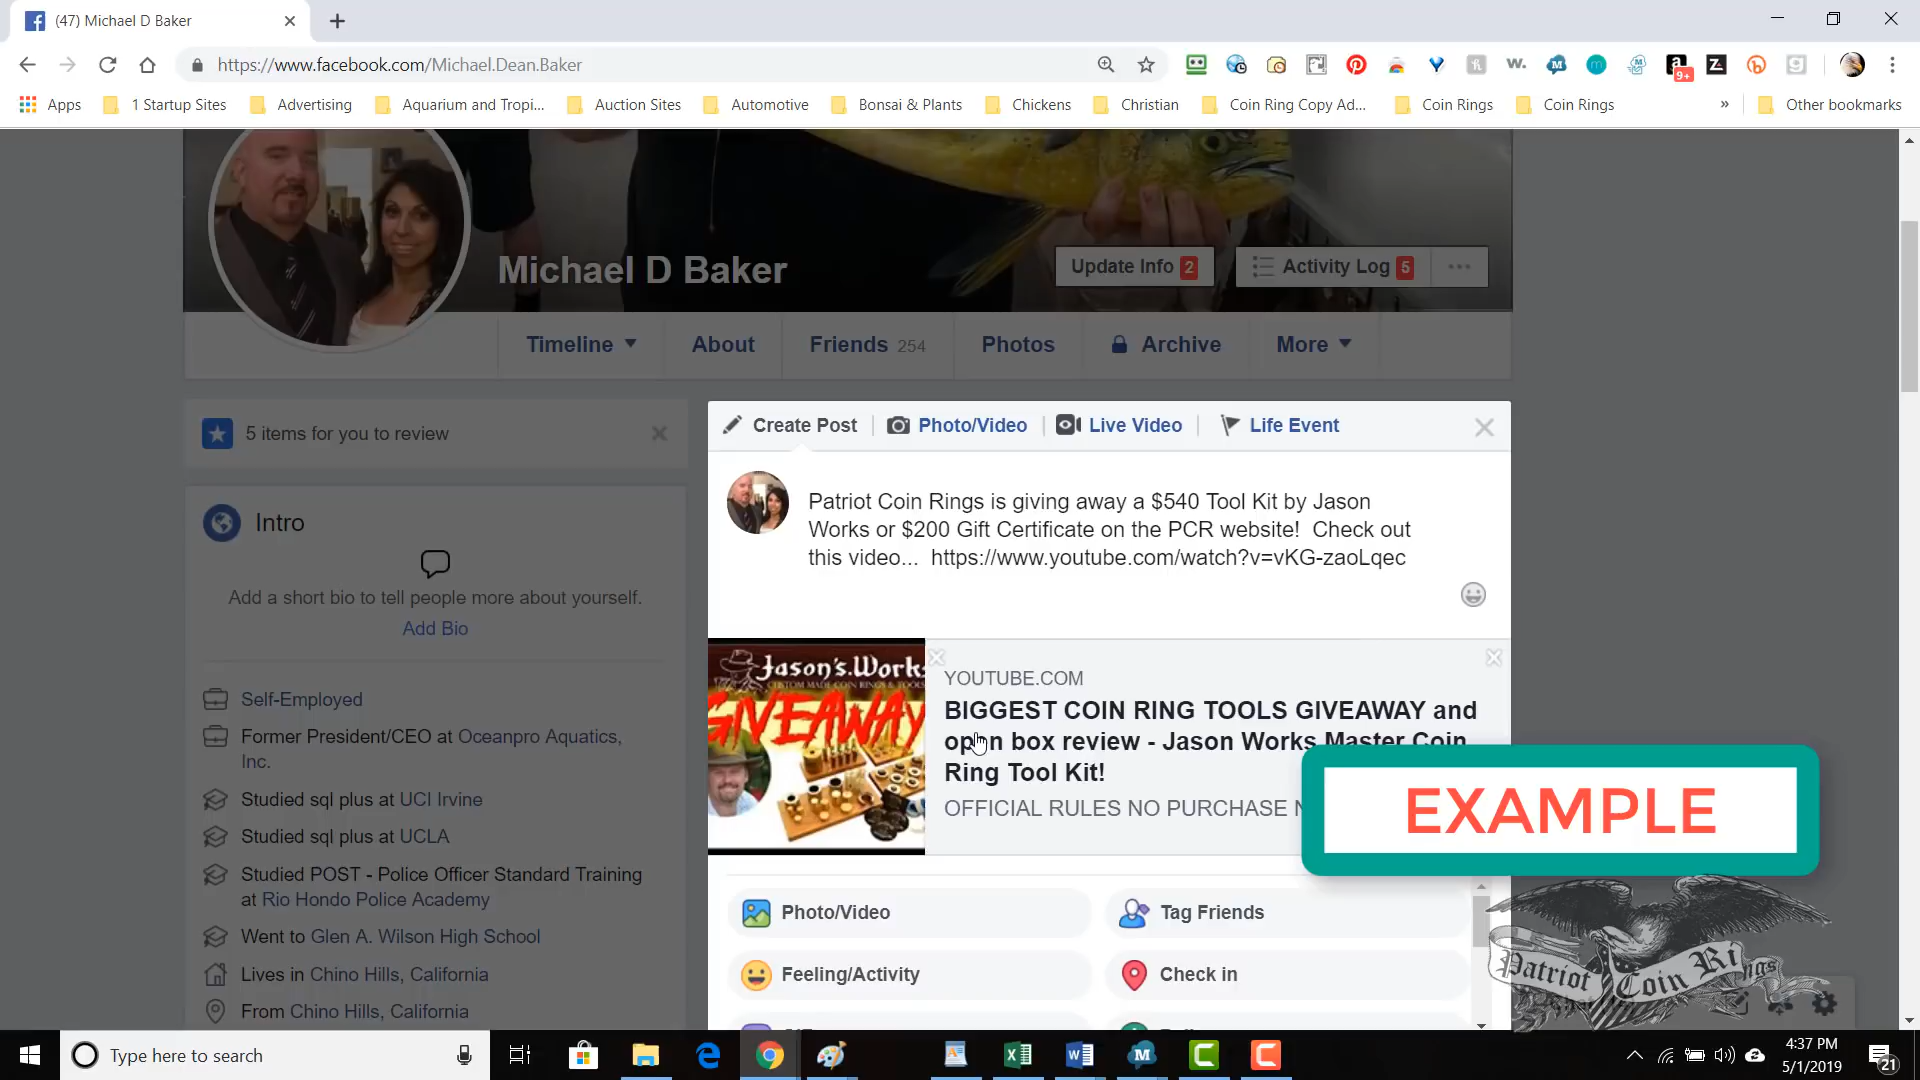 (47) Michael D Baker
https://www.facebook.com/Michael.Dean.Baker
9+
Apps
1 Startup Sites
Advertising
Aquarium and Tropi...
Auction Sites
Automotive
Bonsai & Plants
Chickens
Christian
Coin Ring Copy Ad...
Coin Rings
Coin Rings
»
Other bookmarks
Michael D Baker
Update Info 2
Activity Log 5
Timeline
About
Friends 254
Photos
Archive
More
5 items for you to review
Create Post
Photo/Video
Live Video
Life Event
Patriot Coin Rings is giving away a $540 Tool Kit by Jason
Works or $200 Gift Certificate on the PCR website! Check out
this video... https://www.youtube.com/watch?v=vKG-zaoLqec
Intro
Add a short bio to tell people more about yourself.
Add Bio
Self-Employed
Former President/CEO at Oceanpro Aquatics,
Inc.
Studied sql plus at UCI Irvine
Studied sql plus at UCLA
Studied POST - Police Officer Standard Training
at Rio Hondo Police Academy
Went to Glen A. Wilson High School
Lives in Chino Hills, California
From Chino Hills, California
Jason's.Works
CUSTOM MADE COIN RINGS & TOOLS
GIVEAWAY
YOUTUBE.COM
BIGGEST COIN RING TOOLS GIVEAWAY and
open box review - Jason Works Master Coin
Ring Tool Kit!
OFFICIAL RULES NO PURCHASE N
EXAMPLE
Photo/Video
Tag Friends
Feeling/Activity
Check in
Patriot Coin Rings
Type here to search
4:37 PM
5/1/2019
21